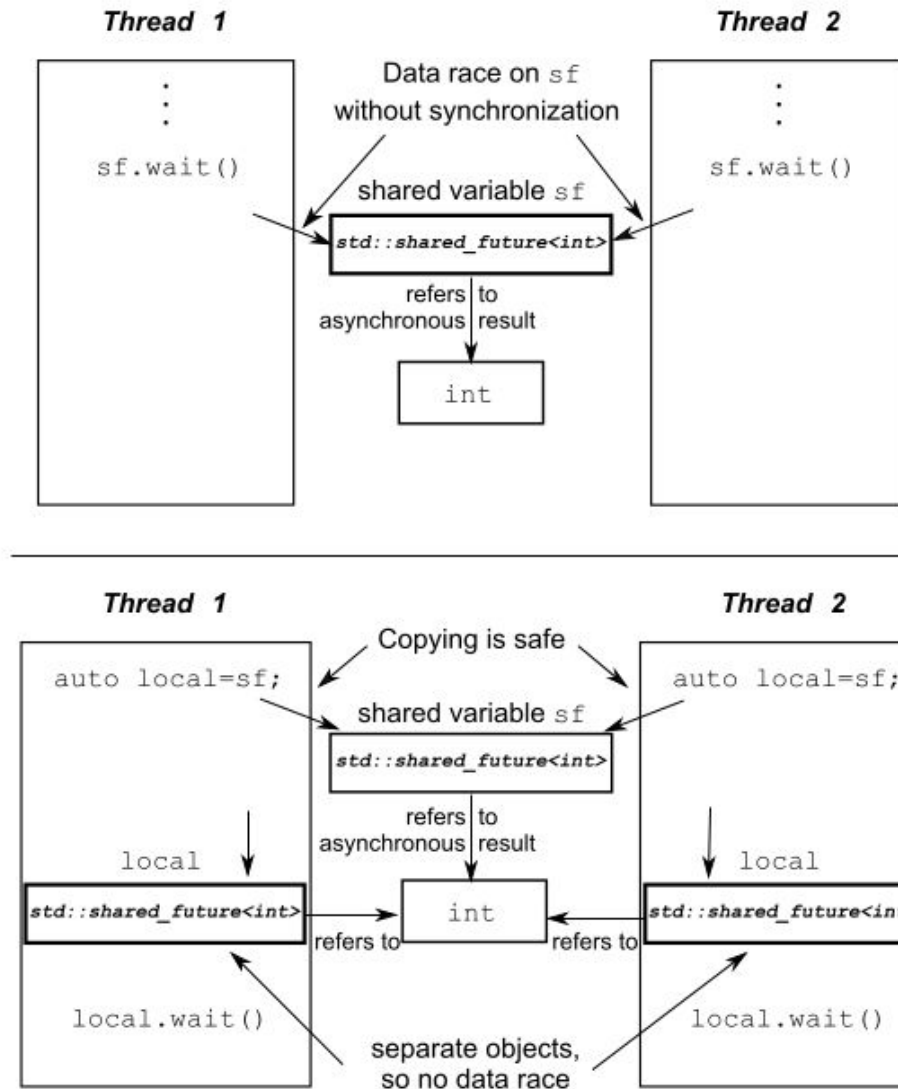 Thread 1
Thread 2
Data race on sf
without synchronization
⋮
⋮
sf.wait()
sf.wait()
shared variable sf
std::shared_future<int>
refers to
asynchronous result
int
Thread 1
Thread 2
Copying is safe
auto local=sf;
auto local=sf;
shared variable sf
std::shared_future<int>
refers to
asynchronous result
local
local
std::shared_future<int>
int
std::shared_future<int
refers to
refers to
local.wait()
local.wait()
separate objects,
so no data race